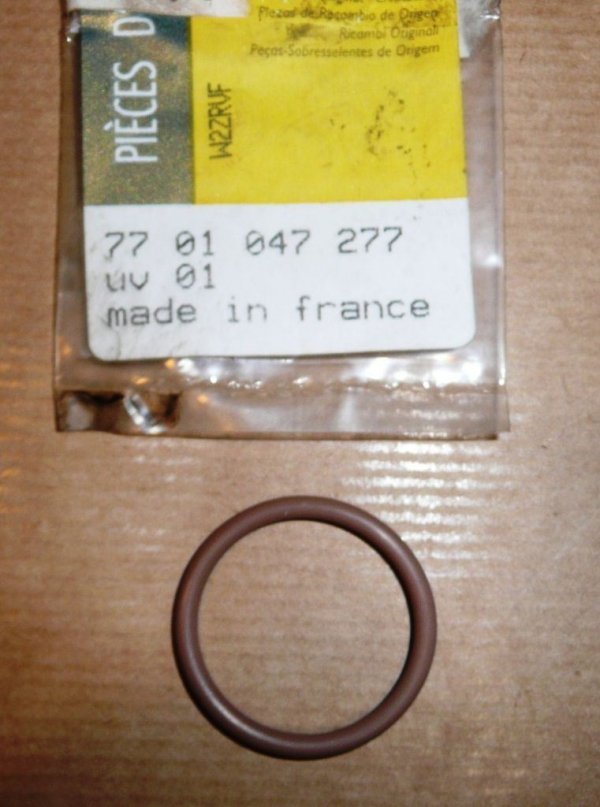 Piezas de Recambio de Origen
Ricambi Originali
Peças-Sobresselentes de Origem
PIÈCES D
W2ZRVF
77 01 047 277
uv 01
made in france